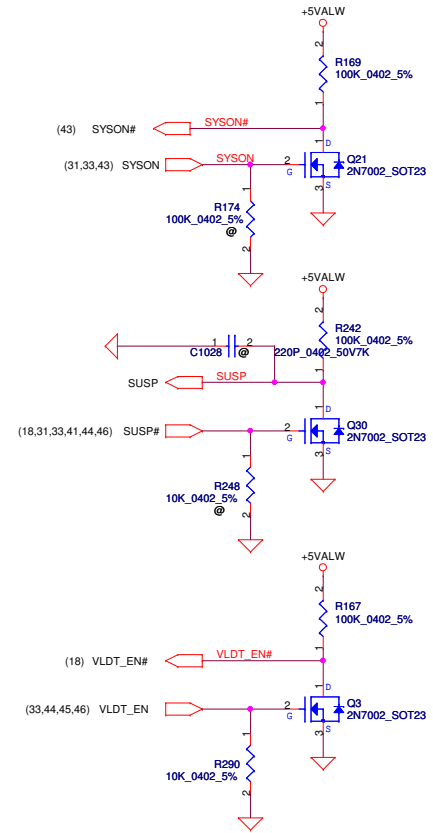 +5VALW
2
R169
100K_0402_5%
1
(43) SYSON# SYSON#
1
D
(31,33,43) SYSON SYSON 2
G
Q21
2N7002_SOT23
S
3
1
R174
100K_0402_5%
@
2
+5VALW
2
R242
100K_0402_5%
1
1 2
C1028 @ 220P_0402_50V7K
SUSP SUSP
1
D
(18,31,33,41,44,46) SUSP# 2
G
Q30
2N7002_SOT23
S
3
1
R248
10K_0402_5%
@
2
+5VALW
2
R167
100K_0402_5%
1
(18) VLDT_EN# VLDT_EN#
1
D
(33,44,45,46) VLDT_EN 2
G
Q3
2N7002_SOT23
S
3
1
R290
10K_0402_5%
2